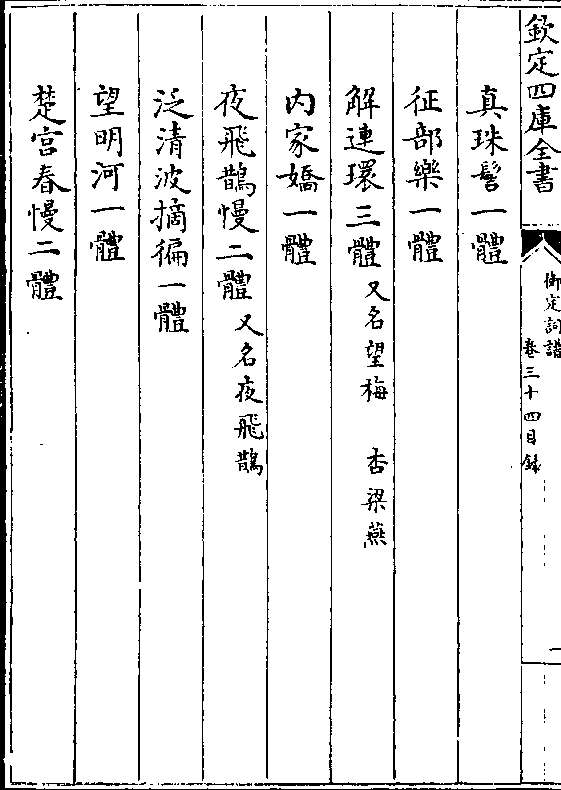 欽定四庫全書
御定詞譜
卷三十四目錄
一
真珠髻一體
征部樂一體
解連環三體 又名望梅 杏梁燕
内家嬌一體
夜飛鵲慢二體 又名夜飛鵲
泛清波摘徧一體
望明河一體
楚宮春慢二體